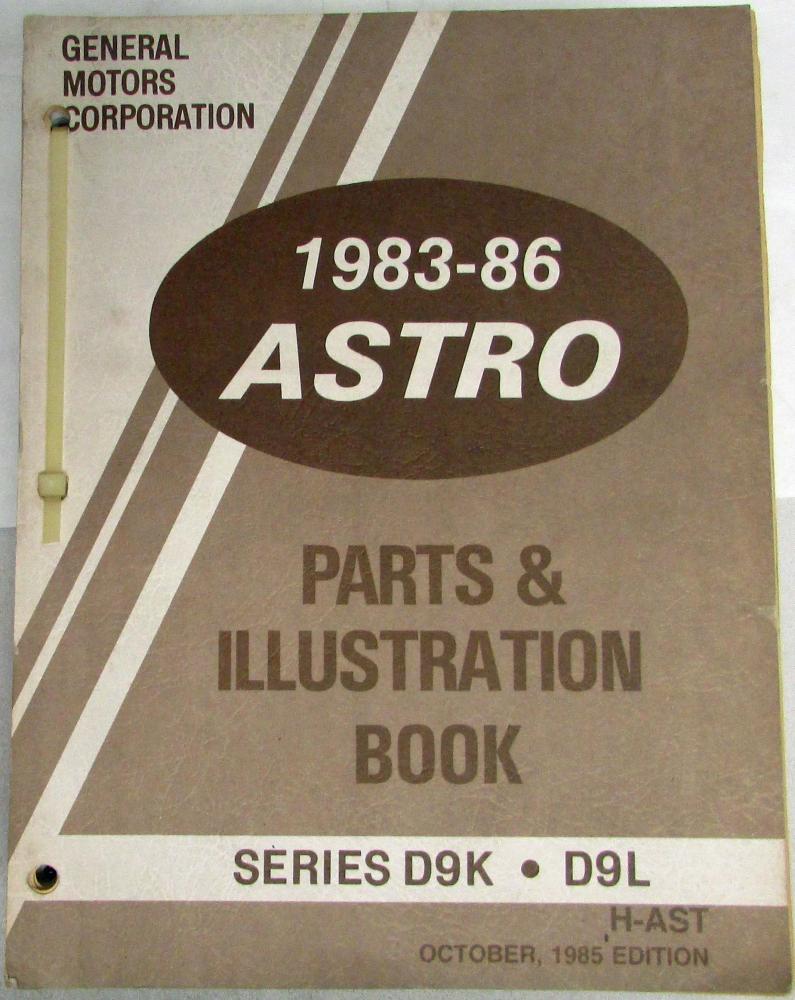 GENERAL
MOTORS
CORPORATION
1983-86
ASTRO
PARTS &
ILLUSTRATION
BOOK
SERIES D9K • D9L
H-AST
OCTOBER, 1985 EDITION